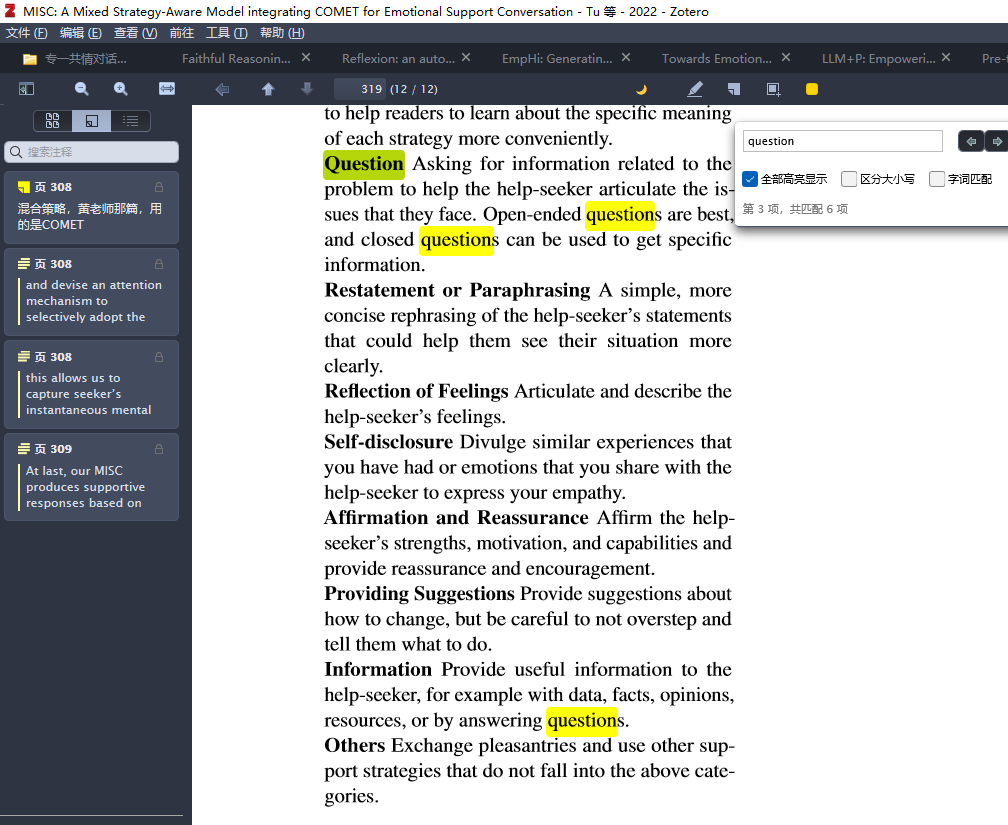 MISC: A Mixed Strategy-Aware Model integrating COMET for Emotional Support Conversation - Tu 等 - 2022 - Zotero
文件 (F) 编辑 (E) 查看 (V) 前往 工具 (T) 帮助 (H)
专一共情对话... Faithful Reasonin... Reflexion: an auto... EmpHi: Generatin... Towards Emotion... LLM+P: Empoweri... Pre-t
319 (12 / 12)
搜索注释
页 308
混合策略，黄老师那篇，用
的是COMET
页 308
and devise an attention
mechanism to
selectively adopt the
页 308
this allows us to
capture seeker's
instantaneous mental
页 309
At last, our MISC
produces supportive
responses based on
to help readers to learn about the specific meaning
of each strategy more conveniently.
Question Asking for information related to the
problem to help the help-seeker articulate the is-
sues that they face. Open-ended questions are best,
and closed questions can be used to get specific
information.
Restatement or Paraphrasing A simple, more
concise rephrasing of the help-seeker's statements
that could help them see their situation more
clearly.
Reflection of Feelings Articulate and describe the
help-seeker's feelings.
Self-disclosure Divulge similar experiences that
you have had or emotions that you share with the
help-seeker to express your empathy.
Affirmation and Reassurance Affirm the help-
seeker's strengths, motivation, and capabilities and
provide reassurance and encouragement.
Providing Suggestions Provide suggestions about
how to change, but be careful to not overstep and
tell them what to do.
Information Provide useful information to the
help-seeker, for example with data, facts, opinions,
resources, or by answering questions.
Others Exchange pleasantries and use other sup-
port strategies that do not fall into the above cate-
gories.
question
全部高亮显示 区分大小写 字词匹配
第 3 项，共匹配 6 项